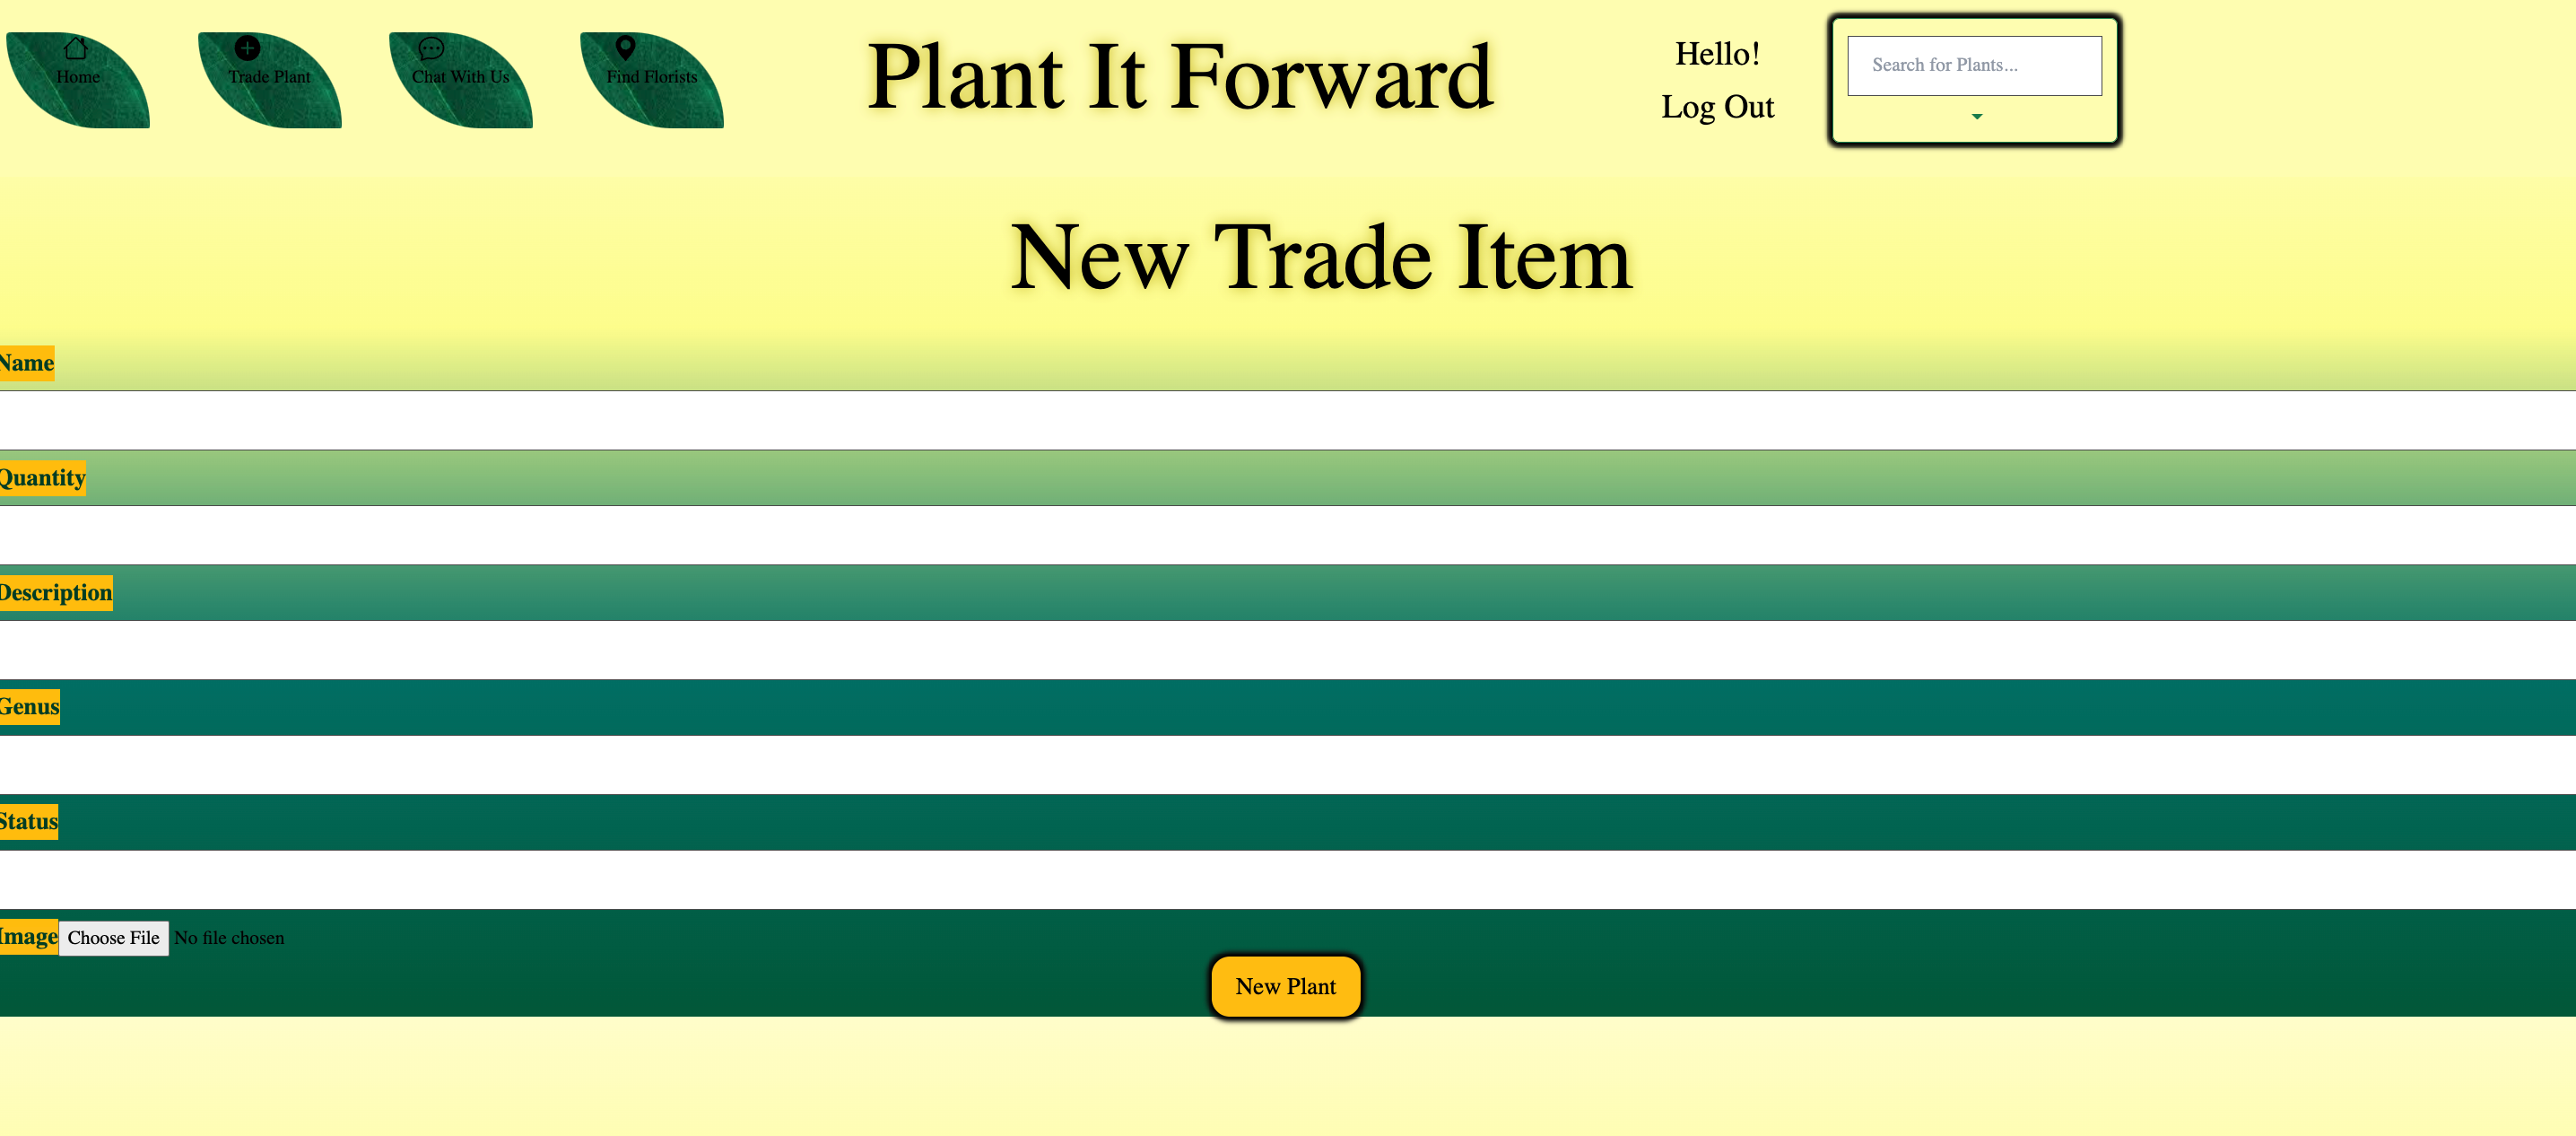 Home
Trade Plant
Chat With Us
Find Florists
Plant It Forward
Hello!
Log Out
Search for Plants...
New Trade Item
Name
Quantity
Description
Genus
Status
Image Choose File No file chosen
New Plant